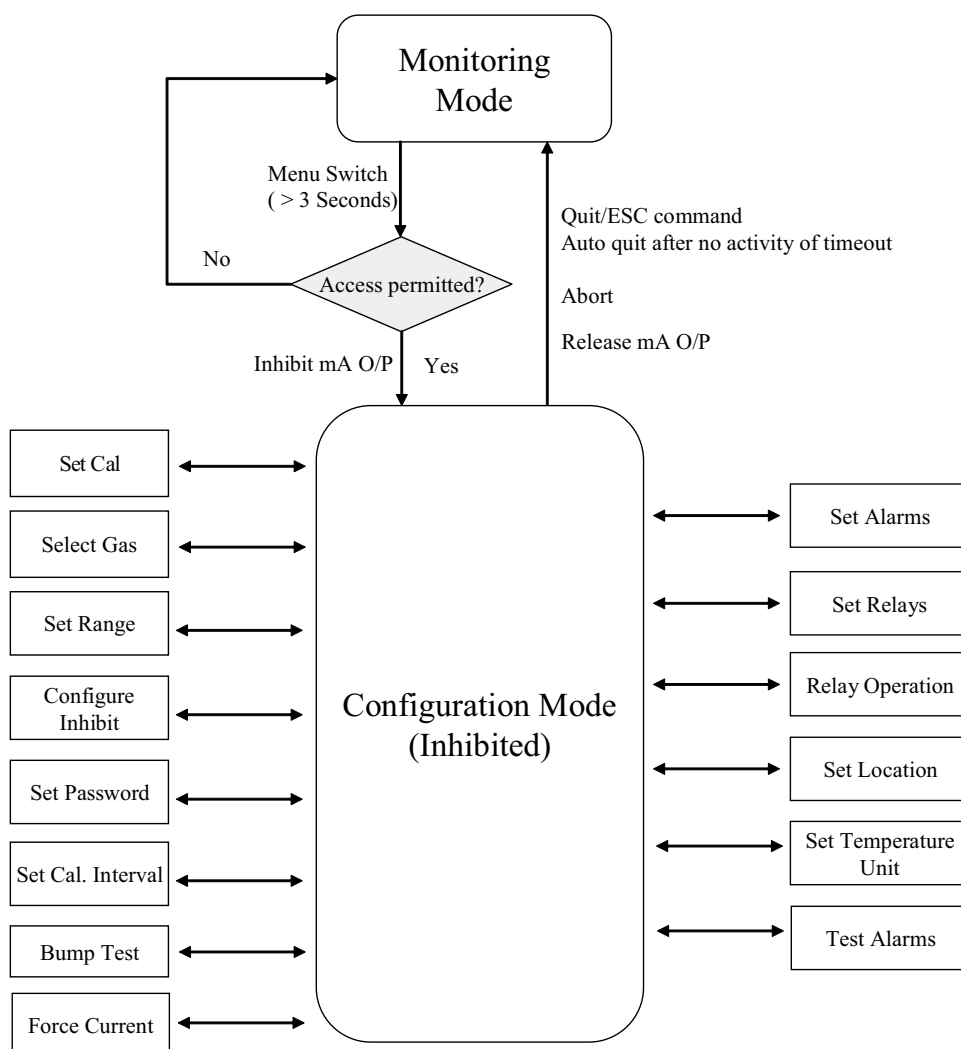 Monitoring
Mode
Menu Switch
( > 3 Seconds)
Quit/ESC command
Auto quit after no activity of timeout
No
Access permitted?
Abort
Release mA O/P
Inhibit mA O/P
Yes
Set Cal
Select Gas
Set Range
Configure
Inhibit
Set Password
Set Cal. Interval
Bump Test
Force Current
Configuration Mode
(Inhibited)
Set Alarms
Set Relays
Relay Operation
Set Location
Set Temperature
Unit
Test Alarms